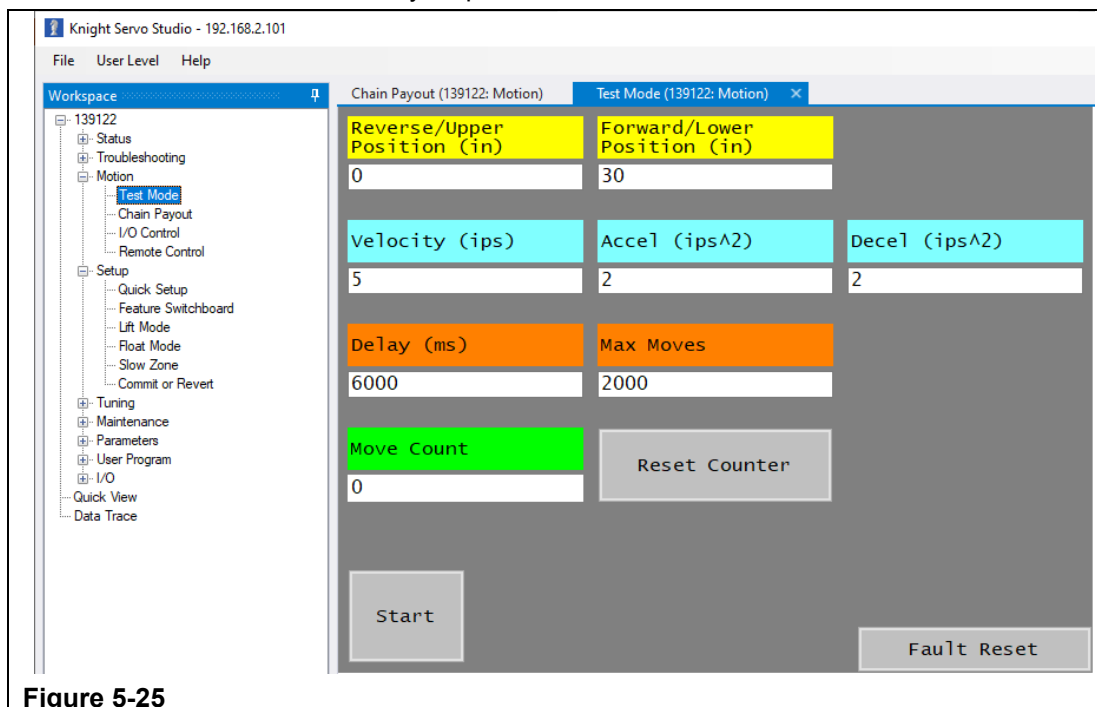 Knight Servo Studio - 192.168.2.101
File User Level Help
Workspace
139122
Status
Troubleshooting
Motion
Test Mode
Chain Payout
I/O Control
Remote Control
Setup
Quick Setup
Feature Switchboard
Lift Mode
Float Mode
Slow Zone
Commit or Revert
Tuning
Maintenance
Parameters
User Program
I/O
Quick View
Data Trace
Chain Payout (139122: Motion) Test Mode (139122: Motion)
Reverse/Upper
Position (in)
Forward/Lower
Position (in)
0 30
Velocity (ips) Accel (ips^2) Decel (ips^2)
5 2 2
Delay (ms) Max Moves
6000 2000
Move Count
0
Reset Counter
Start
Fault Reset
Figure 5-25